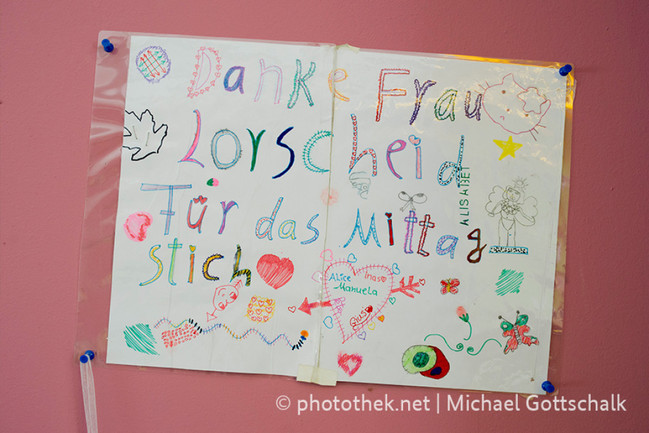 Danke Frau
Lorscheid
ALISABET
Für das Mittag
stich
ALiCE
Manuela
© photothek.net | Michael Gottschalk